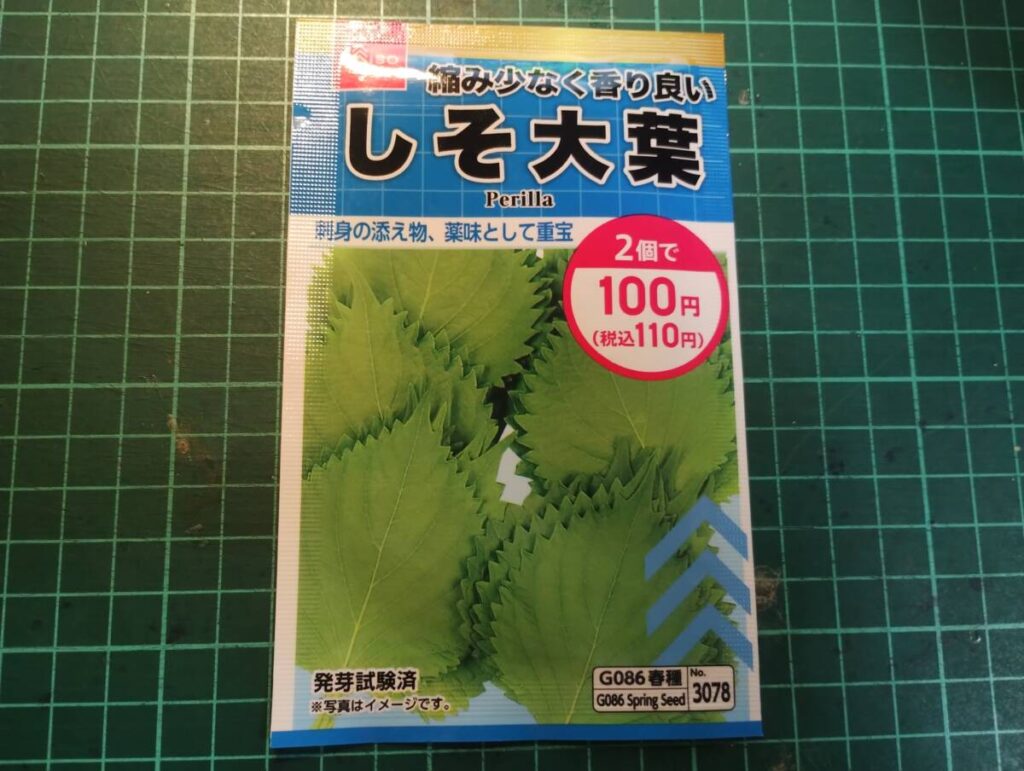 縮み少なく香り良い
しそ大葉
Perilla
刺身の添え物、薬味として重宝
2個で
100円
(税込110円)
発芽試験済
※写真はイメージです。
G086 春種
G086 Spring Seed
No.
3078